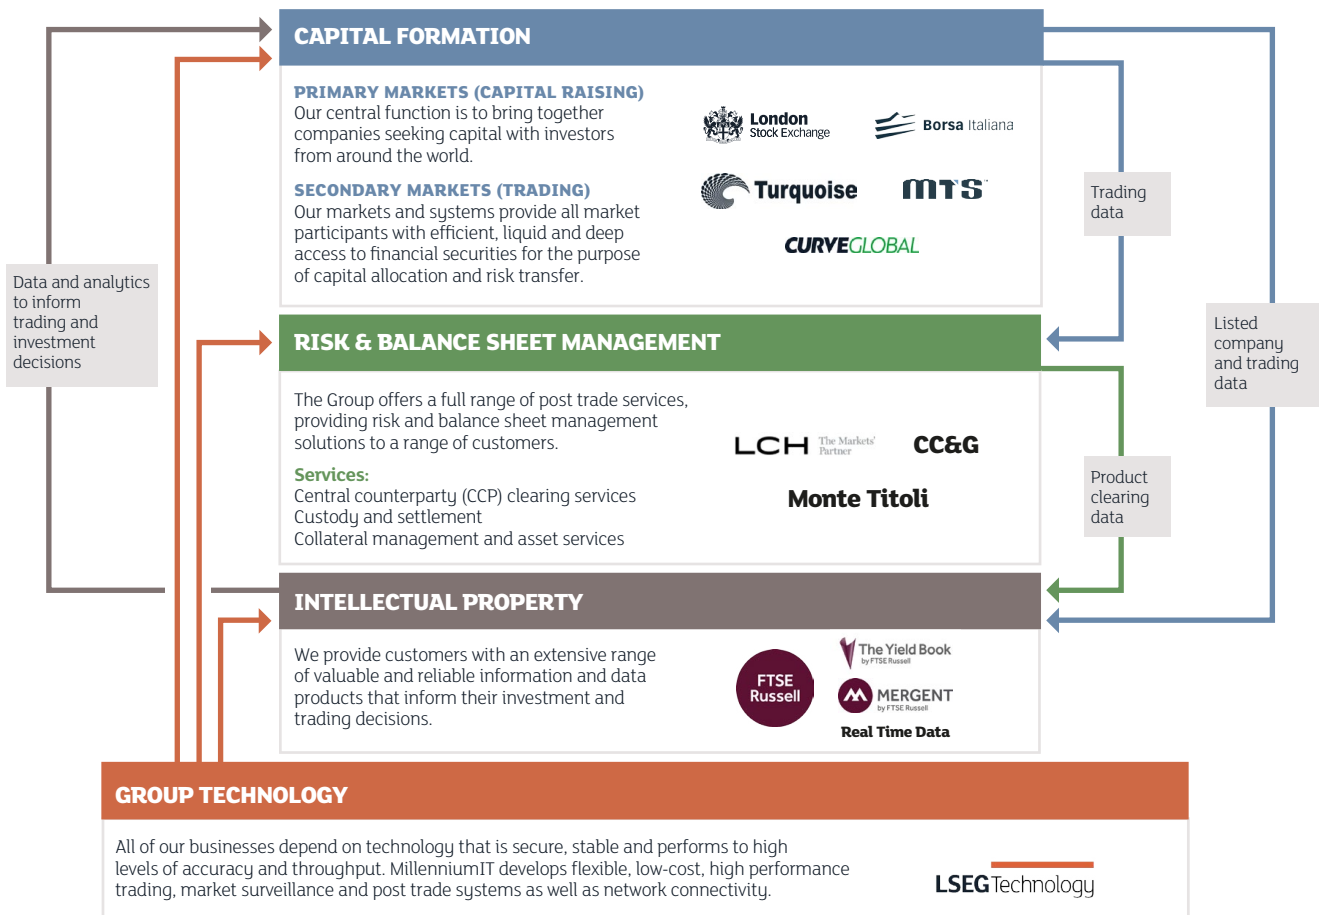 CAPITAL FORMATION
PRIMARY MARKETS (CAPITAL RAISING)
Our central function is to bring together
companies seeking capital with investors
from around the world.
SECONDARY MARKETS (TRADING)
Our markets and systems provide all market
participants with efficient, liquid and deep
access to financial securities for the purpose
of capital allocation and risk transfer.
London
Stock Exchange
Borsa Italiana
Turquoise
MTS
CURVEGLOBAL
Trading
data
Data and analytics
to inform
trading and
investment
decisions
Listed
company
and trading
data
RISK & BALANCE SHEET MANAGEMENT
The Group offers a full range of post trade services,
providing risk and balance sheet management
solutions to a range of customers.
Services:
Central counterparty (CCP) clearing services
Custody and settlement
Collateral management and asset services
LCH The Markets'
Partner
CC&G
Monte Titoli
Product
clearing
data
INTELLECTUAL PROPERTY
We provide customers with an extensive range
of valuable and reliable information and data
products that inform their investment and
trading decisions.
FTSE
Russell
The Yield Book
by FTSE Russell
MERGENT
by FTSE Russell
Real Time Data
GROUP TECHNOLOGY
All of our businesses depend on technology that is secure, stable and performs to high
levels of accuracy and throughput. MillenniumIT develops flexible, low-cost, high performance
trading, market surveillance and post trade systems as well as network connectivity.
LSEG Technology